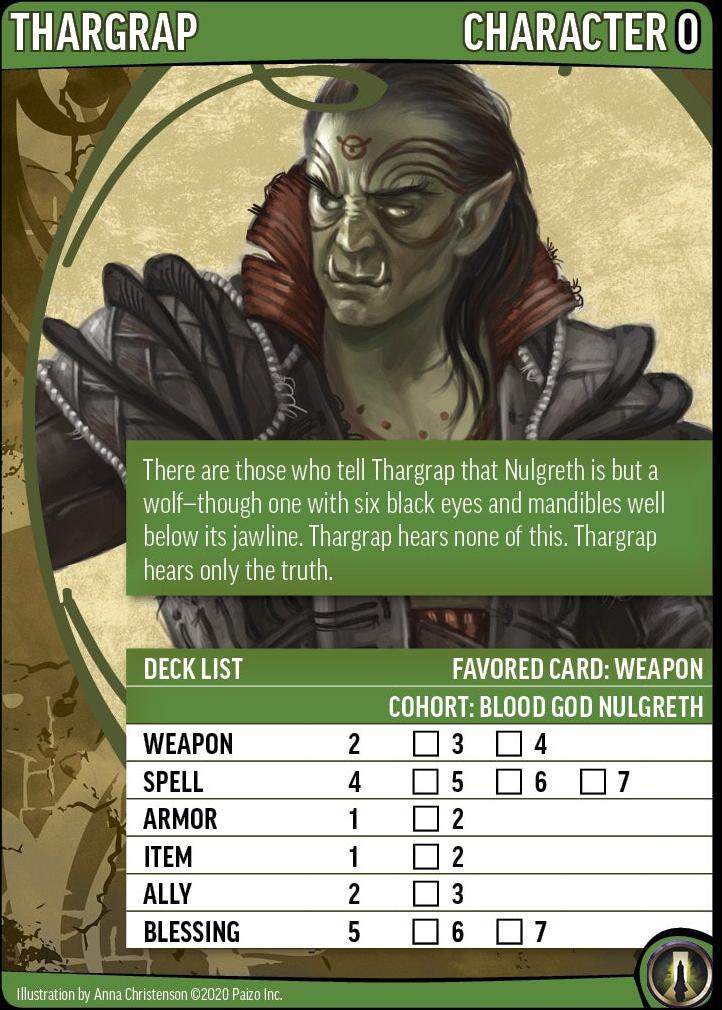 THARGRAP CHARACTER 0
There are those who tell Thargrap that Nulgreth is but a
wolf—though one with six black eyes and mandibles well
below its jawline. Thargrap hears none of this. Thargrap
hears only the truth.
DECK LIST FAVORED CARD: WEAPON
COHORT: BLOOD GOD NULGRETH
WEAPON 2 ☐ 3 ☐ 4
SPELL 4 ☐ 5 ☐ 6 ☐ 7
ARMOR 1 ☐ 2
ITEM 1 ☐ 2
ALLY 2 ☐ 3
BLESSING 5 ☐ 6 ☐ 7
Illustration by Anna Christenson ©2020 Paizo Inc.